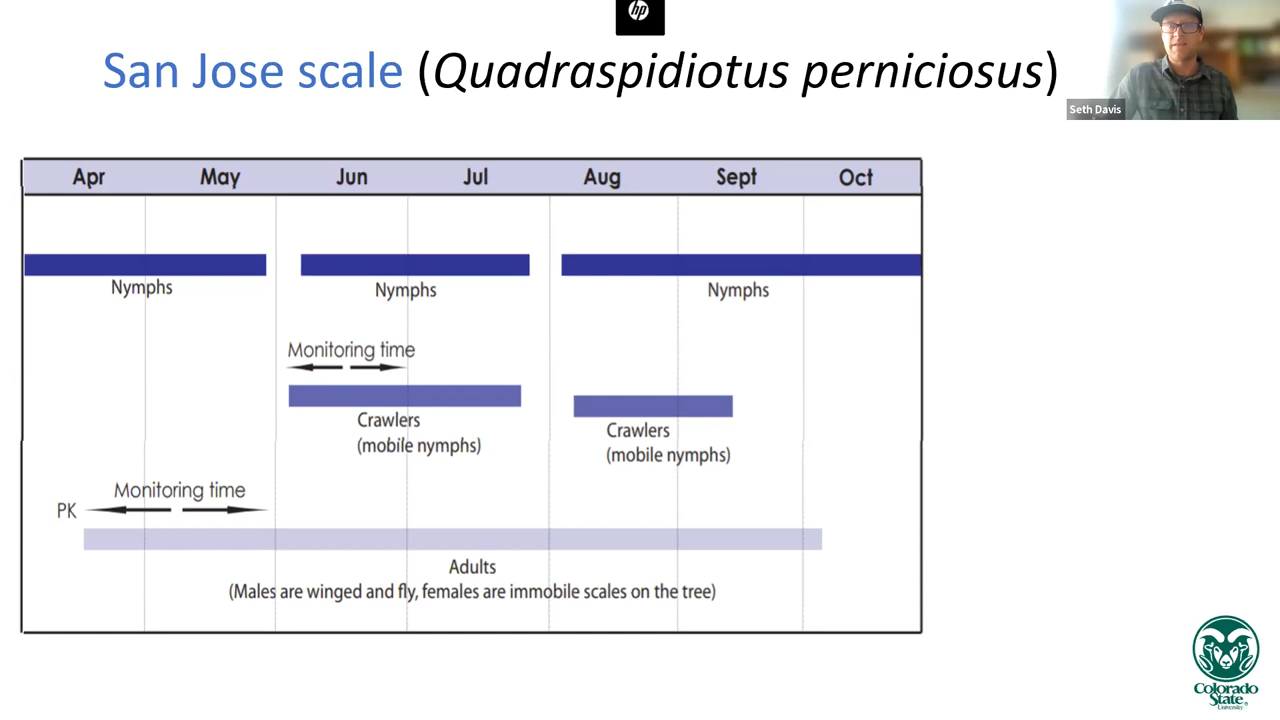 hp
San Jose scale (Quadraspidiotus perniciosus)
Seth Davis
Apr May Jun Jul Aug Sept Oct
Nymphs
Nymphs
Nymphs
Monitoring time
Crawlers
(mobile nymphs)
Crawlers
(mobile nymphs)
Monitoring time
PK
Adults
(Males are winged and fly, females are immobile scales on the tree)
Colorado
State
University